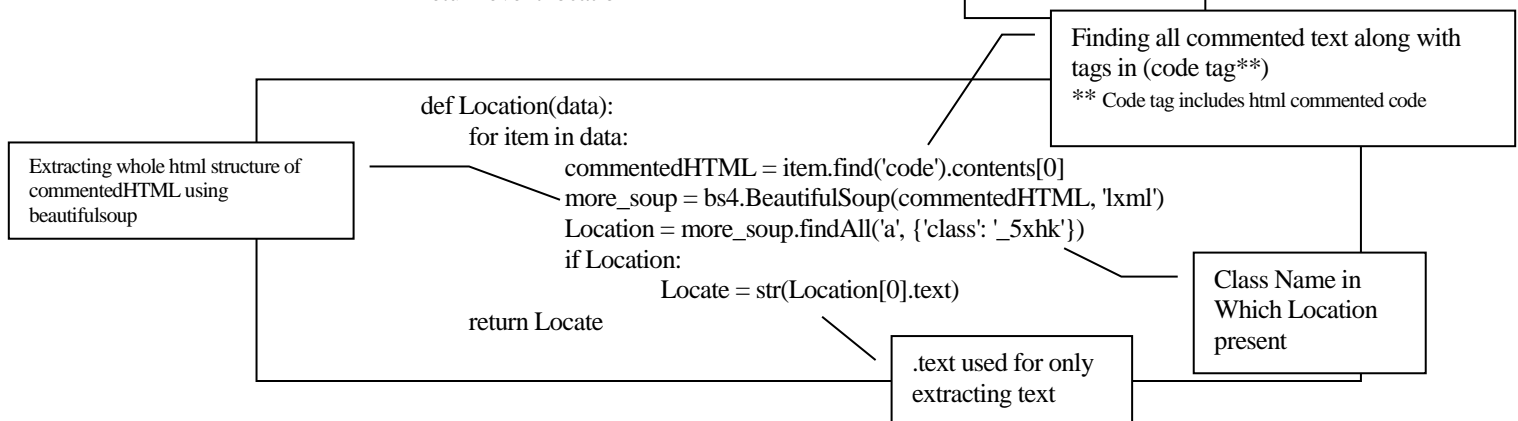 Finding all commented text along with
tags in (code tag**)
** Code tag includes html commented code
def Location(data):
for item in data:
Extracting whole html structure of
commentedHTML using
beautifulsoup
commentedHTML = item.find('code').contents[0]
more_soup = bs4.BeautifulSoup(commentedHTML, 'lxml')
Location = more_soup.findAll('a', {'class': '_5xhk'})
if Location:
Locate = str(Location[0].text)
return Locate
Class Name in
Which Location
present
.text used for only
extracting text